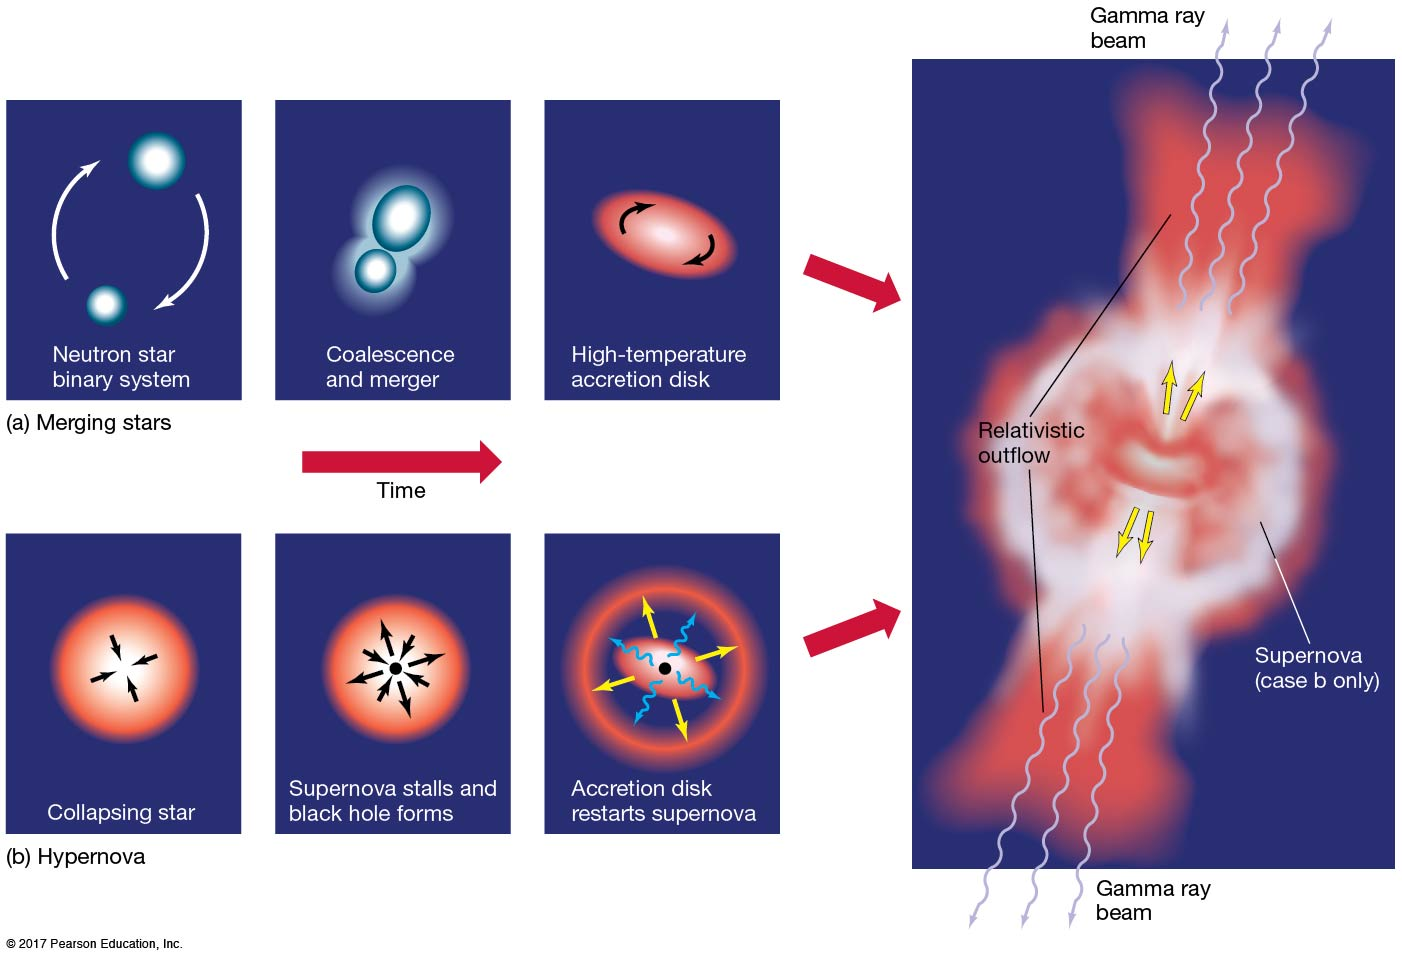 Gamma ray
beam
Neutron star
binary system
Coalescence
and merger
High-temperature
accretion disk
(a) Merging stars
Relativistic
outflow
Time
Supernova
(case b only)
Collapsing star
Supernova stalls and
black hole forms
Accretion disk
restarts supernova
(b) Hypernova
Gamma ray
beam
© 2017 Pearson Education, Inc.